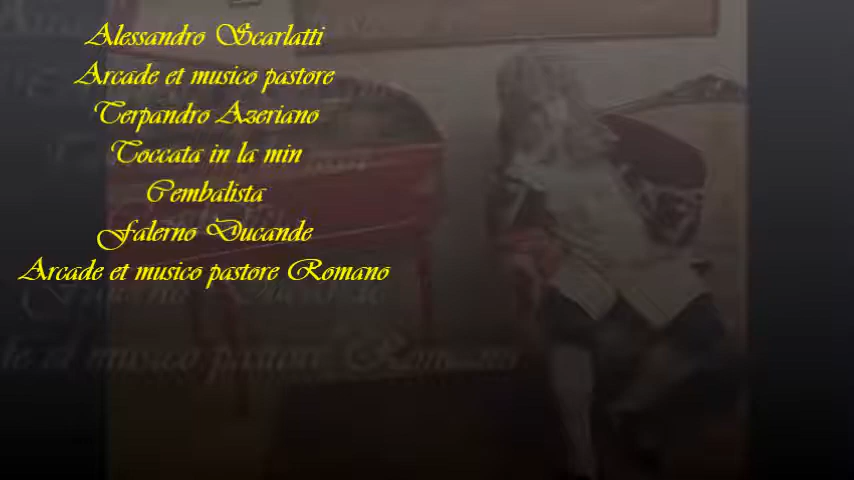 Alessandro Scarlatti
Arcade et musico pastore
Terpandro Azeriano
Toccata in la min
Cembalista
Falerno Ducande
Arcade et musico pastore Romano